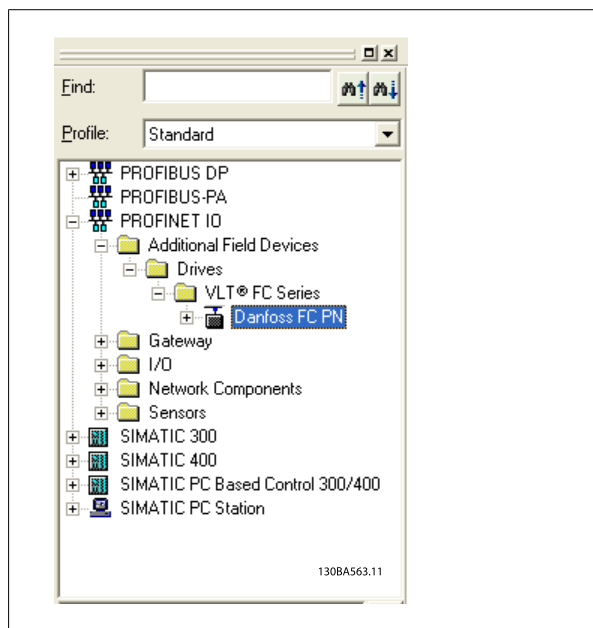 Find:
Profile: Standard
PROFIBUS DP
PROFIBUS-PA
PROFINET IO
Additional Field Devices
Drives
VLT® FC Series
Danfoss FC PN
Gateway
I/O
Network Components
Sensors
SIMATIC 300
SIMATIC 400
SIMATIC PC Based Control 300/400
SIMATIC PC Station
130BA563.11